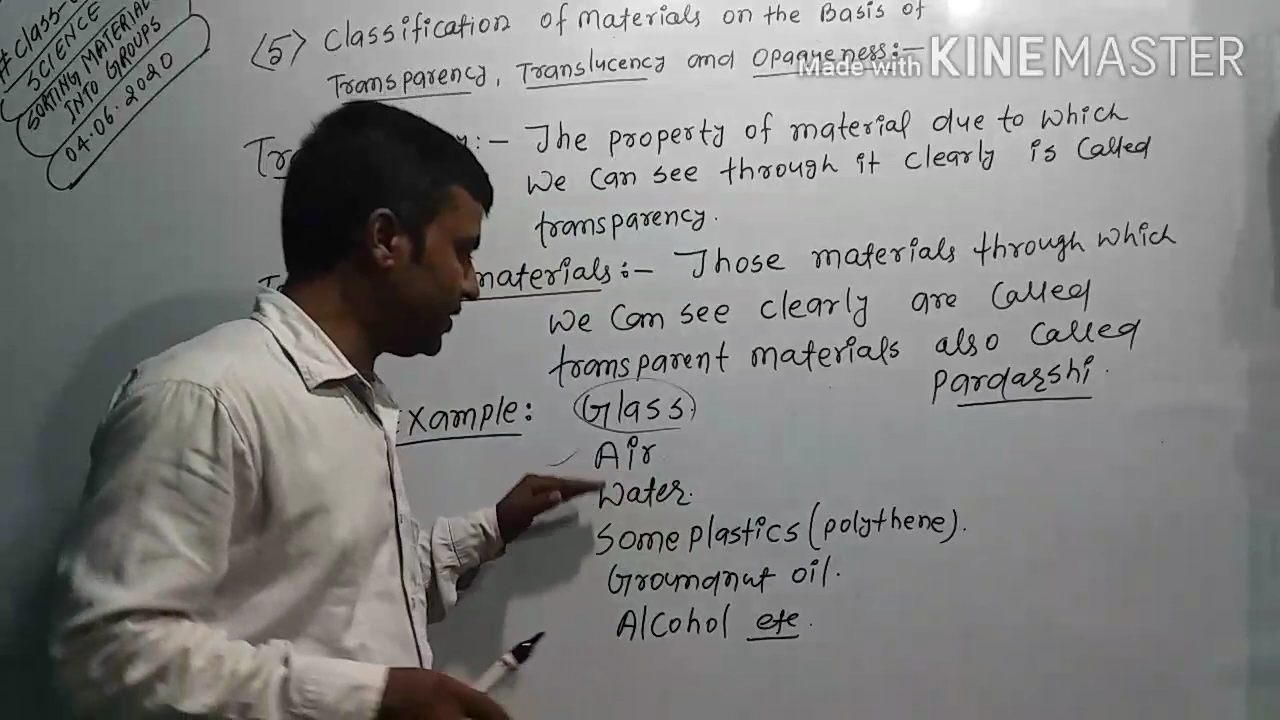 #Class-
SCIENCE
SORTING MATERIAL
INTO GROUPS
04.06.2020
(5) Classification of materials on the Basis of
Transparency, Translucency and Opaqueness:-
Made with KINEMASTER
:- The property of material due to which
we can see through it clearly is called
transparency.
materials:- Those materials through which
we can see clearly are called
transparent materials also called
Pardarshi.
Example: Glass
Air
Water.
Some plastics (polythene).
Groundnut oil.
Alcohol etc.